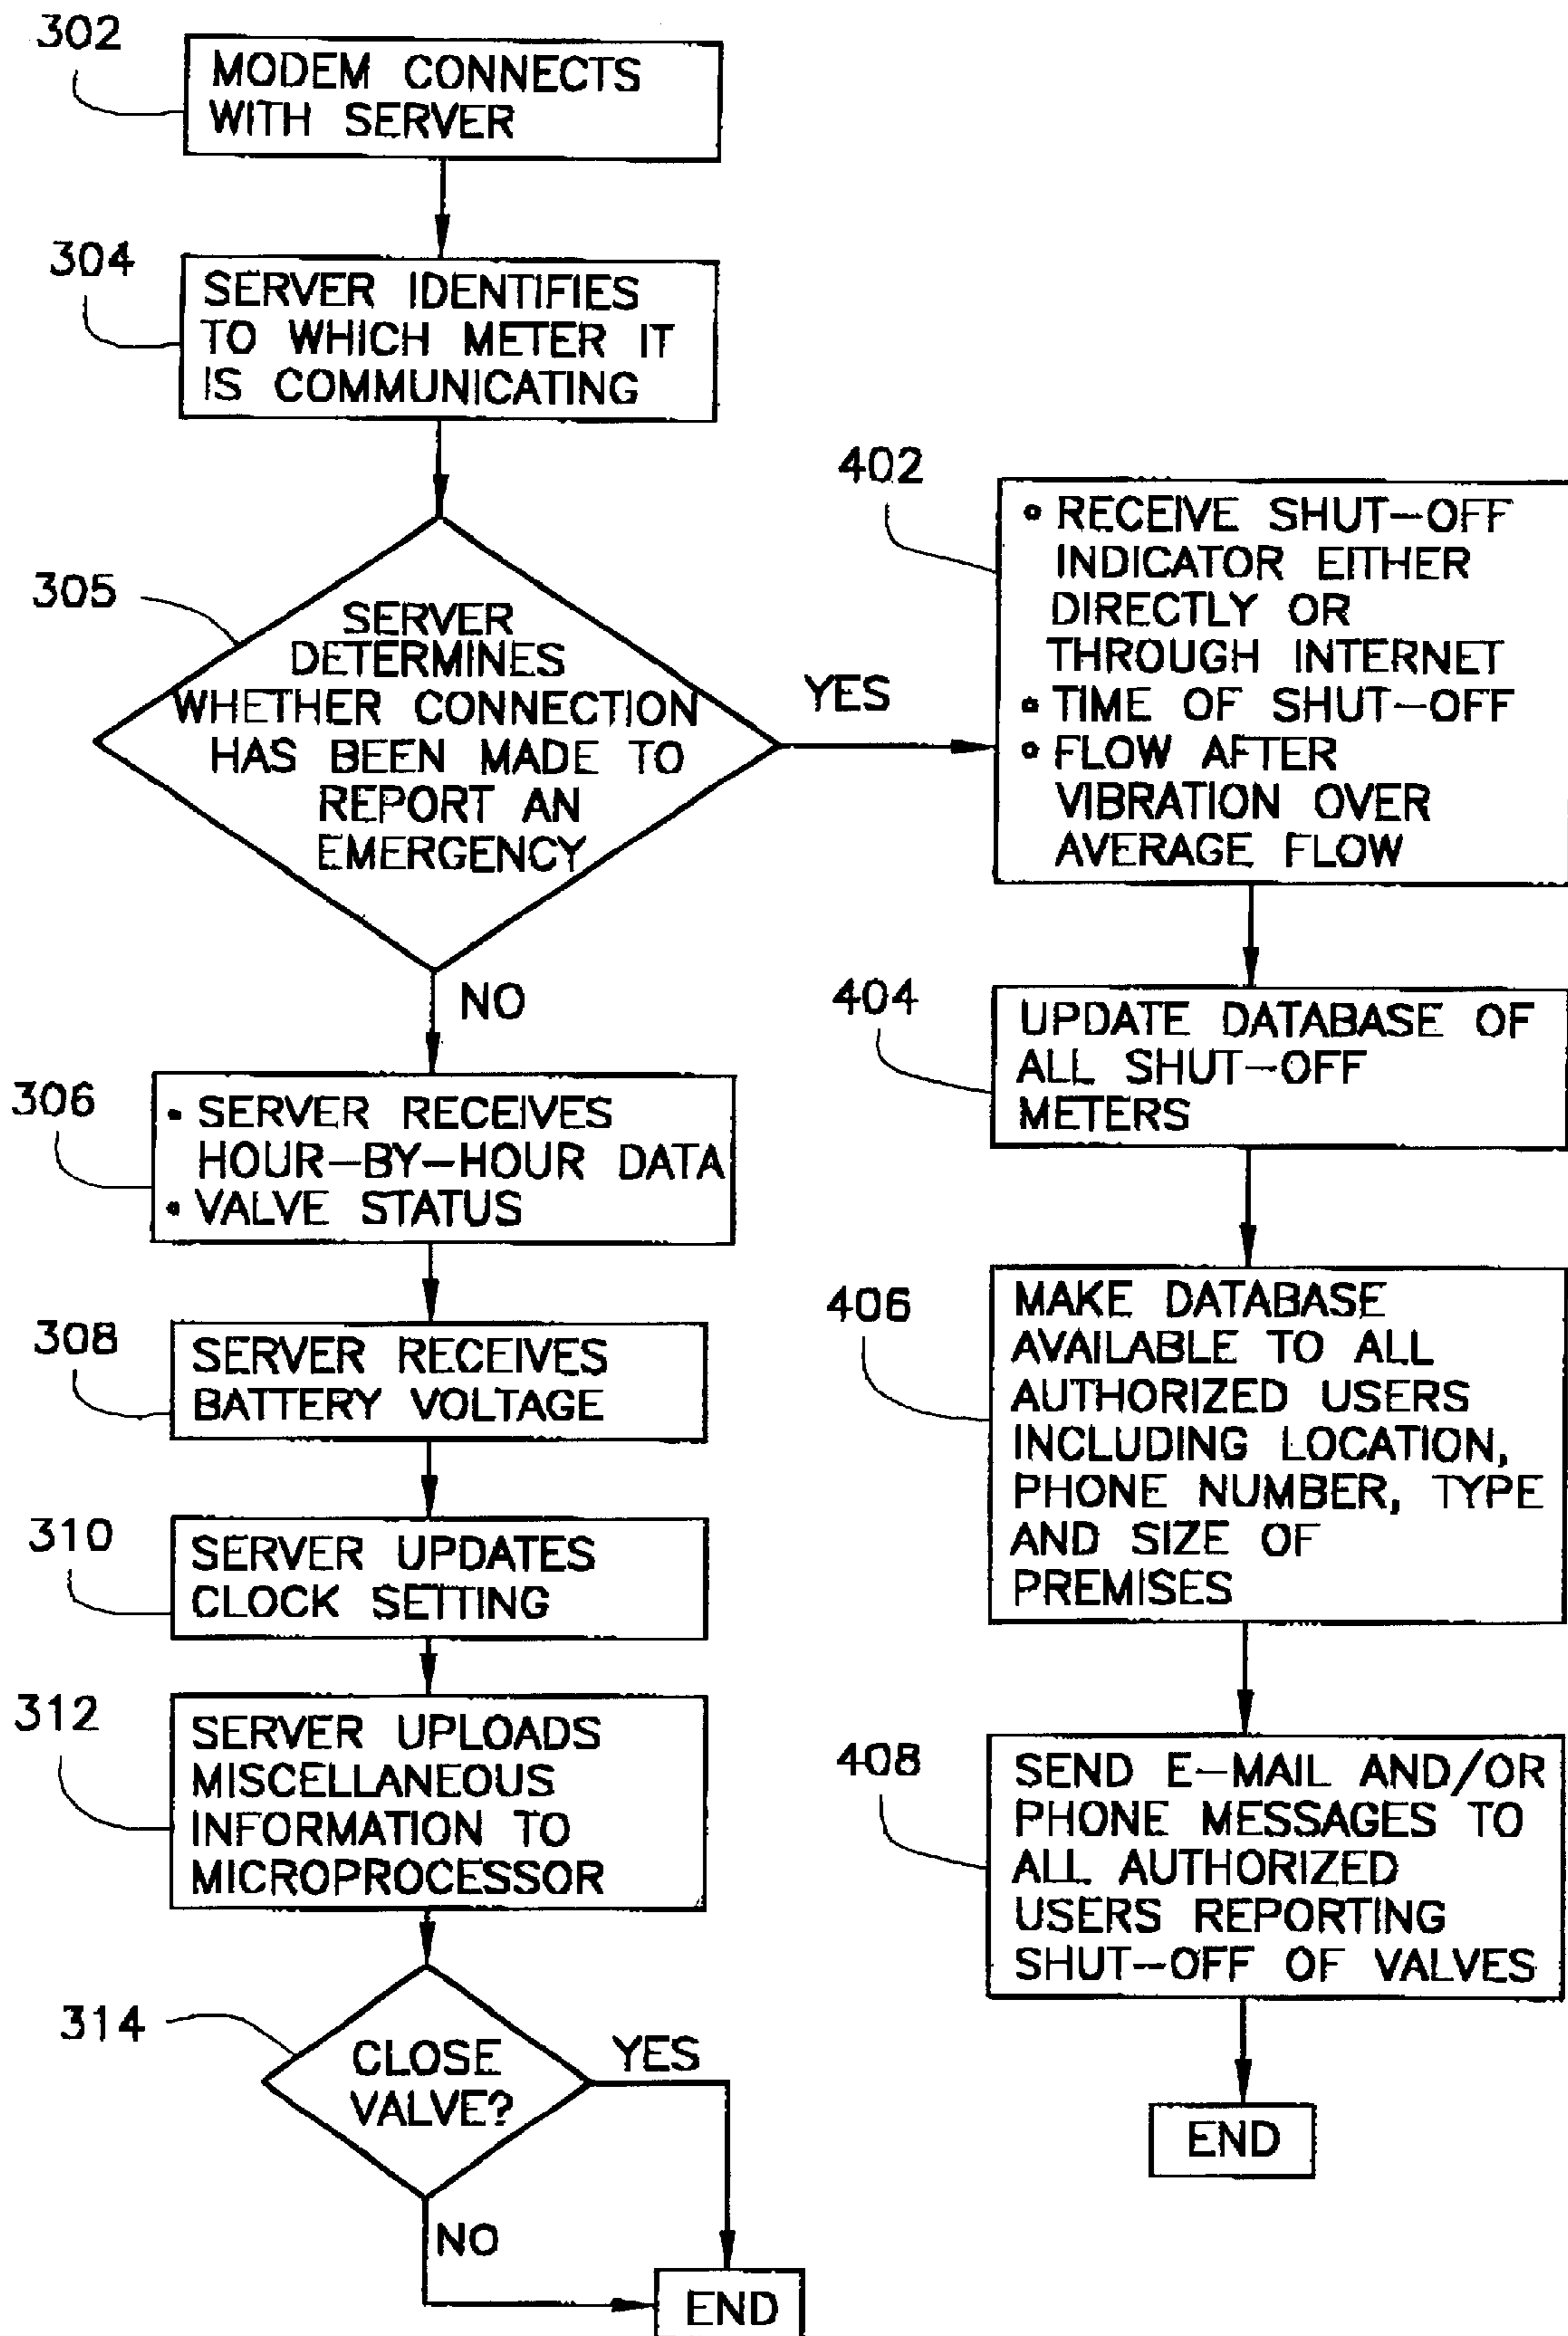 302
MODEM CONNECTS
WITH SERVER
304
SERVER IDENTIFIES
TO WHICH METER IT
IS COMMUNICATING
305
SERVER
DETERMINES
WHETHER CONNECTION
HAS BEEN MADE TO
REPORT AN
EMERGENCY
YES
NO
306
• SERVER RECEIVES
HOUR-BY-HOUR DATA
• VALVE STATUS
308
SERVER RECEIVES
BATTERY VOLTAGE
310
SERVER UPDATES
CLOCK SETTING
312
SERVER UPLOADS
MISCELLANEOUS
INFORMATION TO
MICROPROCESSOR
314
CLOSE
VALVE?
YES
NO
END
402
• RECEIVE SHUT-OFF
INDICATOR EITHER
DIRECTLY OR
THROUGH INTERNET
• TIME OF SHUT-OFF
• FLOW AFTER
VIBRATION OVER
AVERAGE FLOW
404
UPDATE DATABASE OF
ALL SHUT-OFF
METERS
406
MAKE DATABASE
AVAILABLE TO ALL
AUTHORIZED USERS
INCLUDING LOCATION,
PHONE NUMBER, TYPE
AND SIZE OF
PREMISES
408
SEND E-MAIL AND/OR
PHONE MESSAGES TO
ALL AUTHORIZED
USERS REPORTING
SHUT-OFF OF VALVES
END